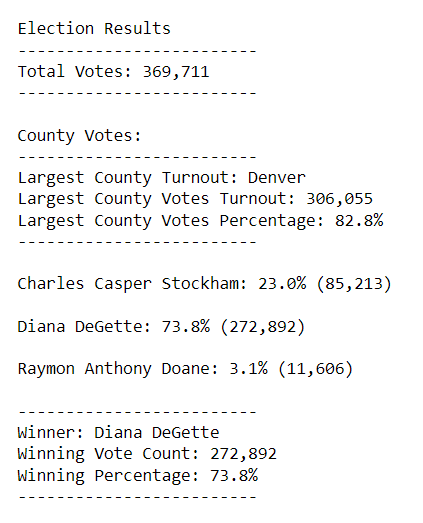 Election Results
-------------------------
Total Votes: 369,711
-------------------------
County Votes:
-------------------------
Largest County Turnout: Denver
Largest County Votes Turnout: 306,055
Largest County Votes Percentage: 82.8%
-------------------------
Charles Casper Stockham: 23.0% (85,213)
Diana DeGette: 73.8% (272,892)
Raymon Anthony Doane: 3.1% (11,606)
-------------------------
Winner: Diana DeGette
Winning Vote Count: 272,892
Winning Percentage: 73.8%
-------------------------